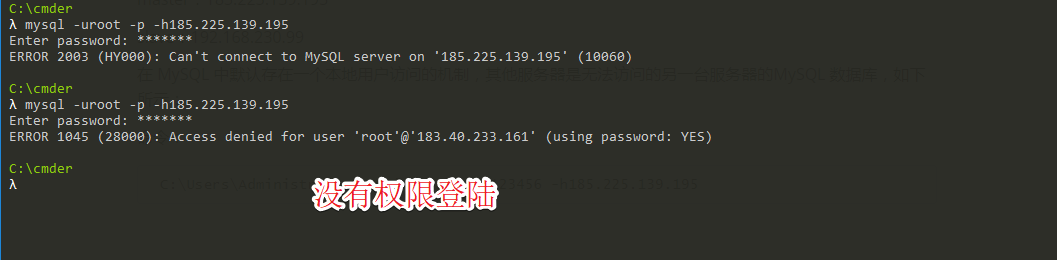 C:\cmder
λ mysql -uroot -p -h185.225.139.195
Enter password: *******
ERROR 2003 (HY000): Can't connect to MySQL server on '185.225.139.195' (10060)
C:\cmder
λ mysql -uroot -p -h185.225.139.195
Enter password: *******
ERROR 1045 (28000): Access denied for user 'root'@'183.40.233.161' (using password: YES)
C:\cmder
λ
没有权限登陆